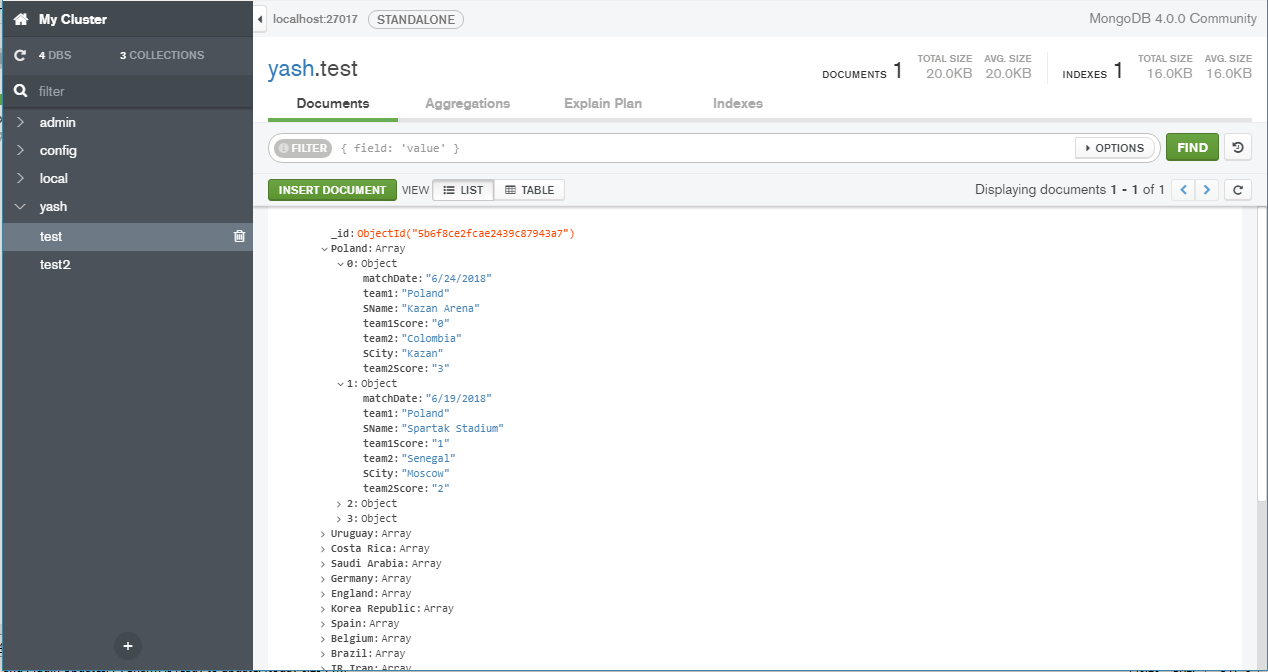 My Cluster
localhost:27017 STANDALONE MongoDB 4.0.0 Community
4 DBS 3 COLLECTIONS
filter
admin
config
local
yash
test
test2
yash.test
DOCUMENTS 1 TOTAL SIZE 20.0KB AVG. SIZE 20.0KB INDEXES 1 TOTAL SIZE 16.0KB AVG. SIZE 16.0KB
Documents Aggregations Explain Plan Indexes
FILTER { field: 'value' } OPTIONS FIND
INSERT DOCUMENT VIEW LIST TABLE Displaying documents 1 - 1 of 1
_id: ObjectId("5b6f8ce2fcae2439c87943a7")
Poland: Array
0: Object
matchDate: "6/24/2018"
team1: "Poland"
SName: "Kazan Arena"
team1Score: "0"
team2: "Colombia"
SCity: "Kazan"
team2Score: "3"
1: Object
matchDate: "6/19/2018"
team1: "Poland"
SName: "Spartak Stadium"
team1Score: "1"
team2: "Senegal"
SCity: "Moscow"
team2Score: "2"
2: Object
3: Object
Uruguay: Array
Costa Rica: Array
Saudi Arabia: Array
Germany: Array
England: Array
Korea Republic: Array
Spain: Array
Belgium: Array
Brazil: Array
IR Iran: Array